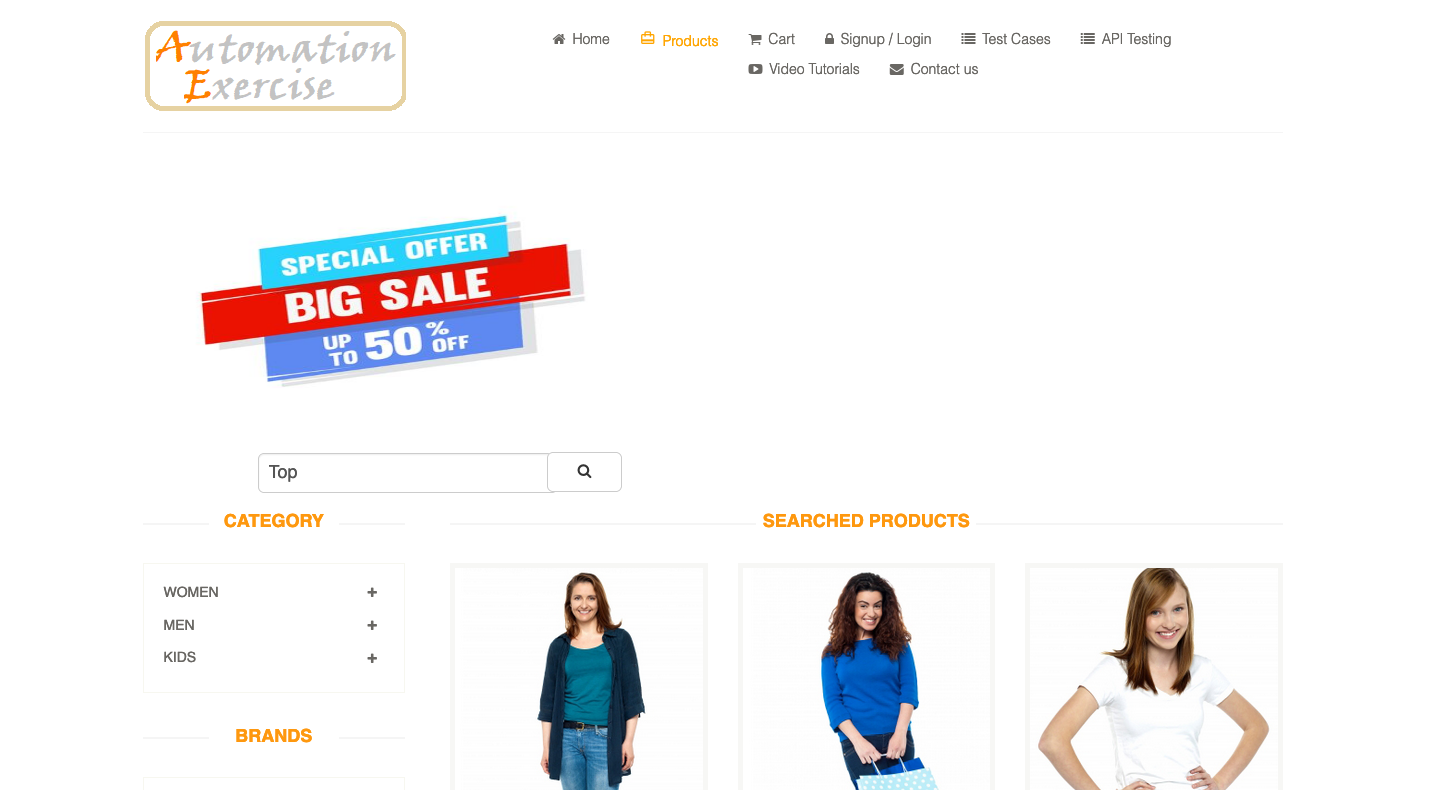 Automation
Exercise
Home
Products
Cart
Signup / Login
Test Cases
API Testing
Video Tutorials
Contact us
SPECIAL OFFER
BIG SALE
UP TO 50% OFF
Top
CATEGORY
SEARCHED PRODUCTS
WOMEN
MEN
KIDS
BRANDS